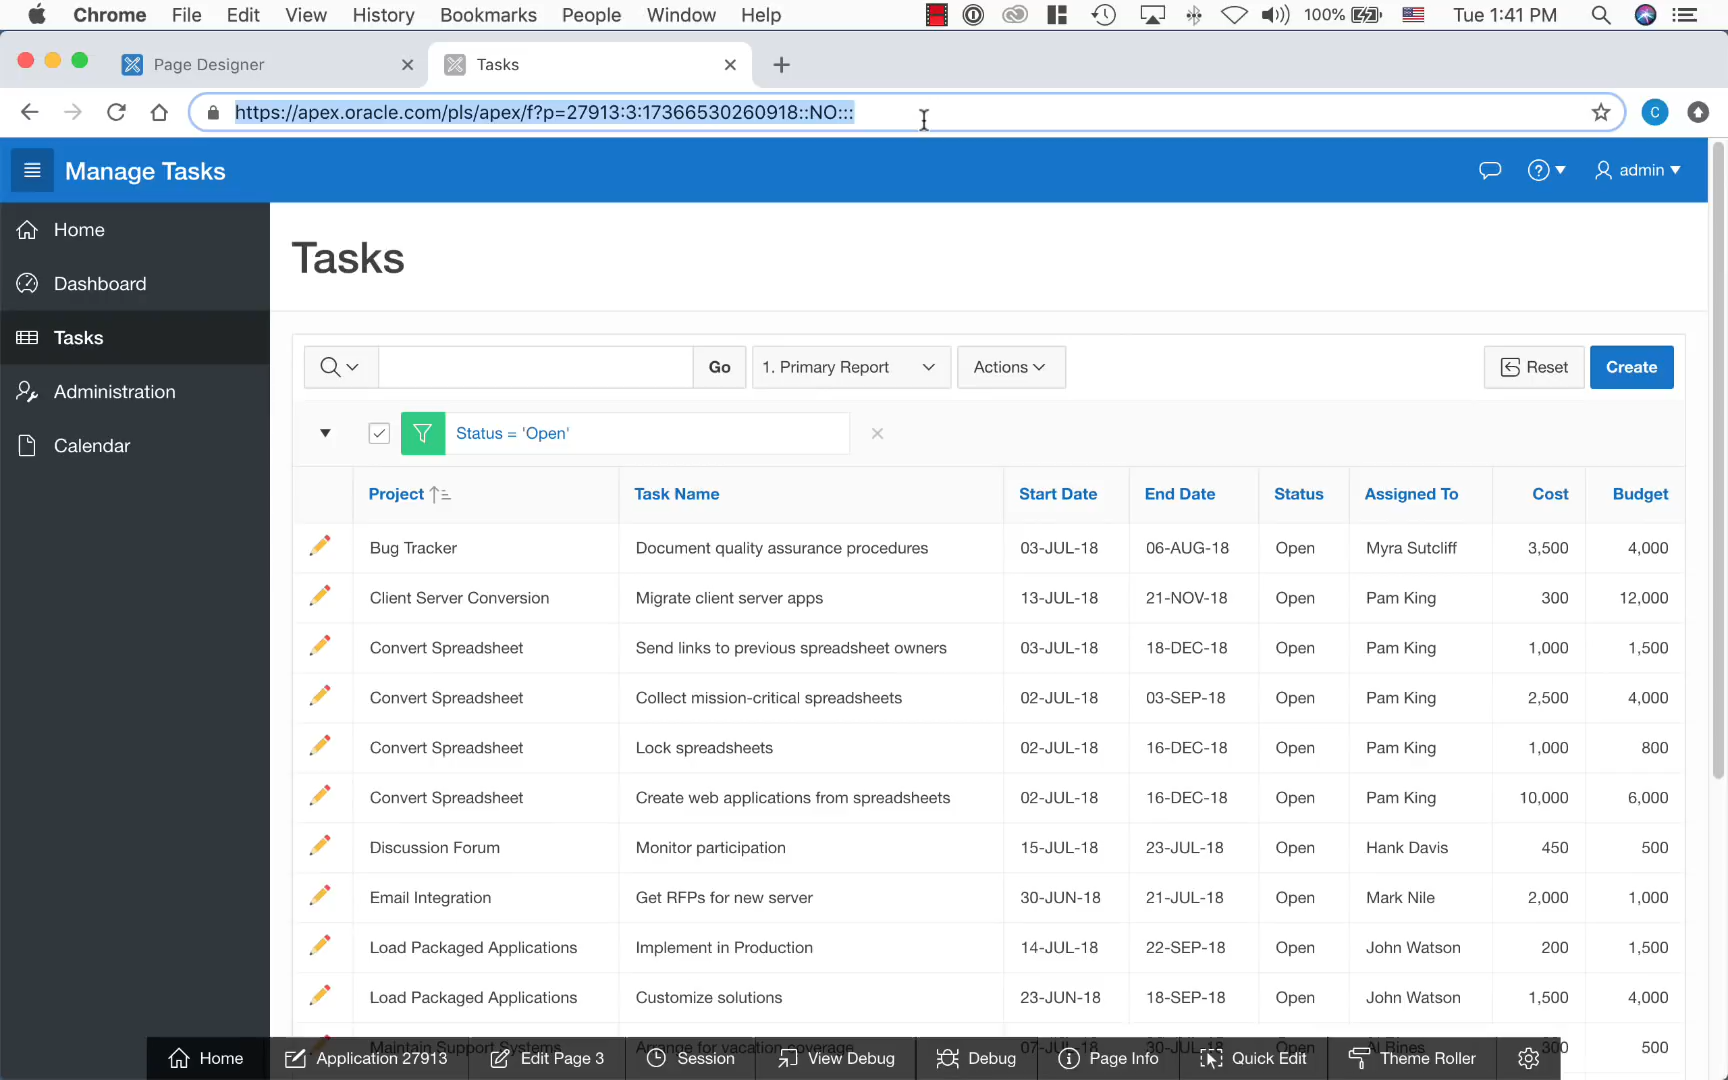 Chrome File Edit View History Bookmarks People Window Help 100% Tue 1:41 PM
Page Designer Tasks
https://apex.oracle.com/pls/apex/f?p=27913:3:17366530260918::NO::: C
Manage Tasks admin
Home
Dashboard
Tasks
Administration
Calendar
Tasks
Go 1. Primary Report Actions Reset Create
Status = 'Open'
Project Task Name Start Date End Date Status Assigned To Cost Budget
Bug Tracker Document quality assurance procedures 03-JUL-18 06-AUG-18 Open Myra Sutcliff 3,500 4,000
Client Server Conversion Migrate client server apps 13-JUL-18 21-NOV-18 Open Pam King 300 12,000
Convert Spreadsheet Send links to previous spreadsheet owners 03-JUL-18 18-DEC-18 Open Pam King 1,000 1,500
Convert Spreadsheet Collect mission-critical spreadsheets 02-JUL-18 03-SEP-18 Open Pam King 2,500 4,000
Convert Spreadsheet Lock spreadsheets 02-JUL-18 16-DEC-18 Open Pam King 1,000 800
Convert Spreadsheet Create web applications from spreadsheets 02-JUL-18 16-DEC-18 Open Pam King 10,000 6,000
Discussion Forum Monitor participation 15-JUL-18 23-JUL-18 Open Hank Davis 450 500
Email Integration Get RFPs for new server 30-JUN-18 21-JUL-18 Open Mark Nile 2,000 1,000
Load Packaged Applications Implement in Production 14-JUL-18 22-SEP-18 Open John Watson 200 1,500
Load Packaged Applications Customize solutions 23-JUN-18 18-SEP-18 Open John Watson 1,500 4,000
Maintain Support Systems Arrange for vacation coverage Al Bines 500
Home Application 27913 Edit Page 3 Session View Debug Debug Page Info Quick Edit Theme Roller